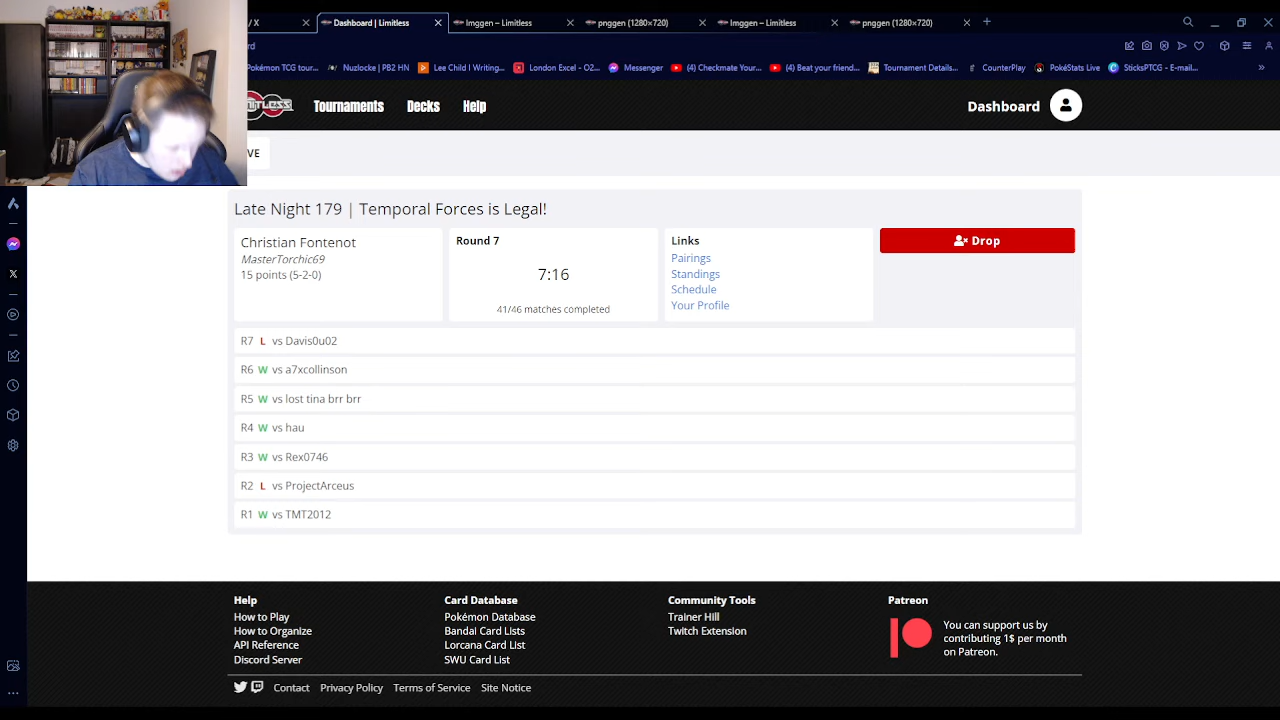 / X
Dashboard | Limitless
Imggen – Limitless
pnggen (1280×720)
Imggen – Limitless
pnggen (1280×720)
Pokémon TCG tour...
Nuzlocke | PB2 HN
Lee Child I Writing...
London Excel - O2...
Messenger
(4) Checkmate Your...
(4) Beat your friend...
Tournament Details...
CounterPlay
PokéStats Live
SticksPTCG - E-mail...
Tournaments
Decks
Help
Dashboard
VE
Late Night 179 | Temporal Forces is Legal!
Christian Fontenot
MasterTorchic69
15 points (5-2-0)
Round 7
7:16
41/46 matches completed
Links
Pairings
Standings
Schedule
Your Profile
Drop
R7 L vs Davis0u02
R6 W vs a7xcollinson
R5 W vs lost tina brr brr
R4 W vs hau
R3 W vs Rex0746
R2 L vs ProjectArceus
R1 W vs TMT2012
Help
How to Play
How to Organize
API Reference
Discord Server
Card Database
Pokémon Database
Bandai Card Lists
Lorcana Card List
SWU Card List
Community Tools
Trainer Hill
Twitch Extension
Patreon
You can support us by
contributing 1$ per month
on Patreon.
Contact
Privacy Policy
Terms of Service
Site Notice